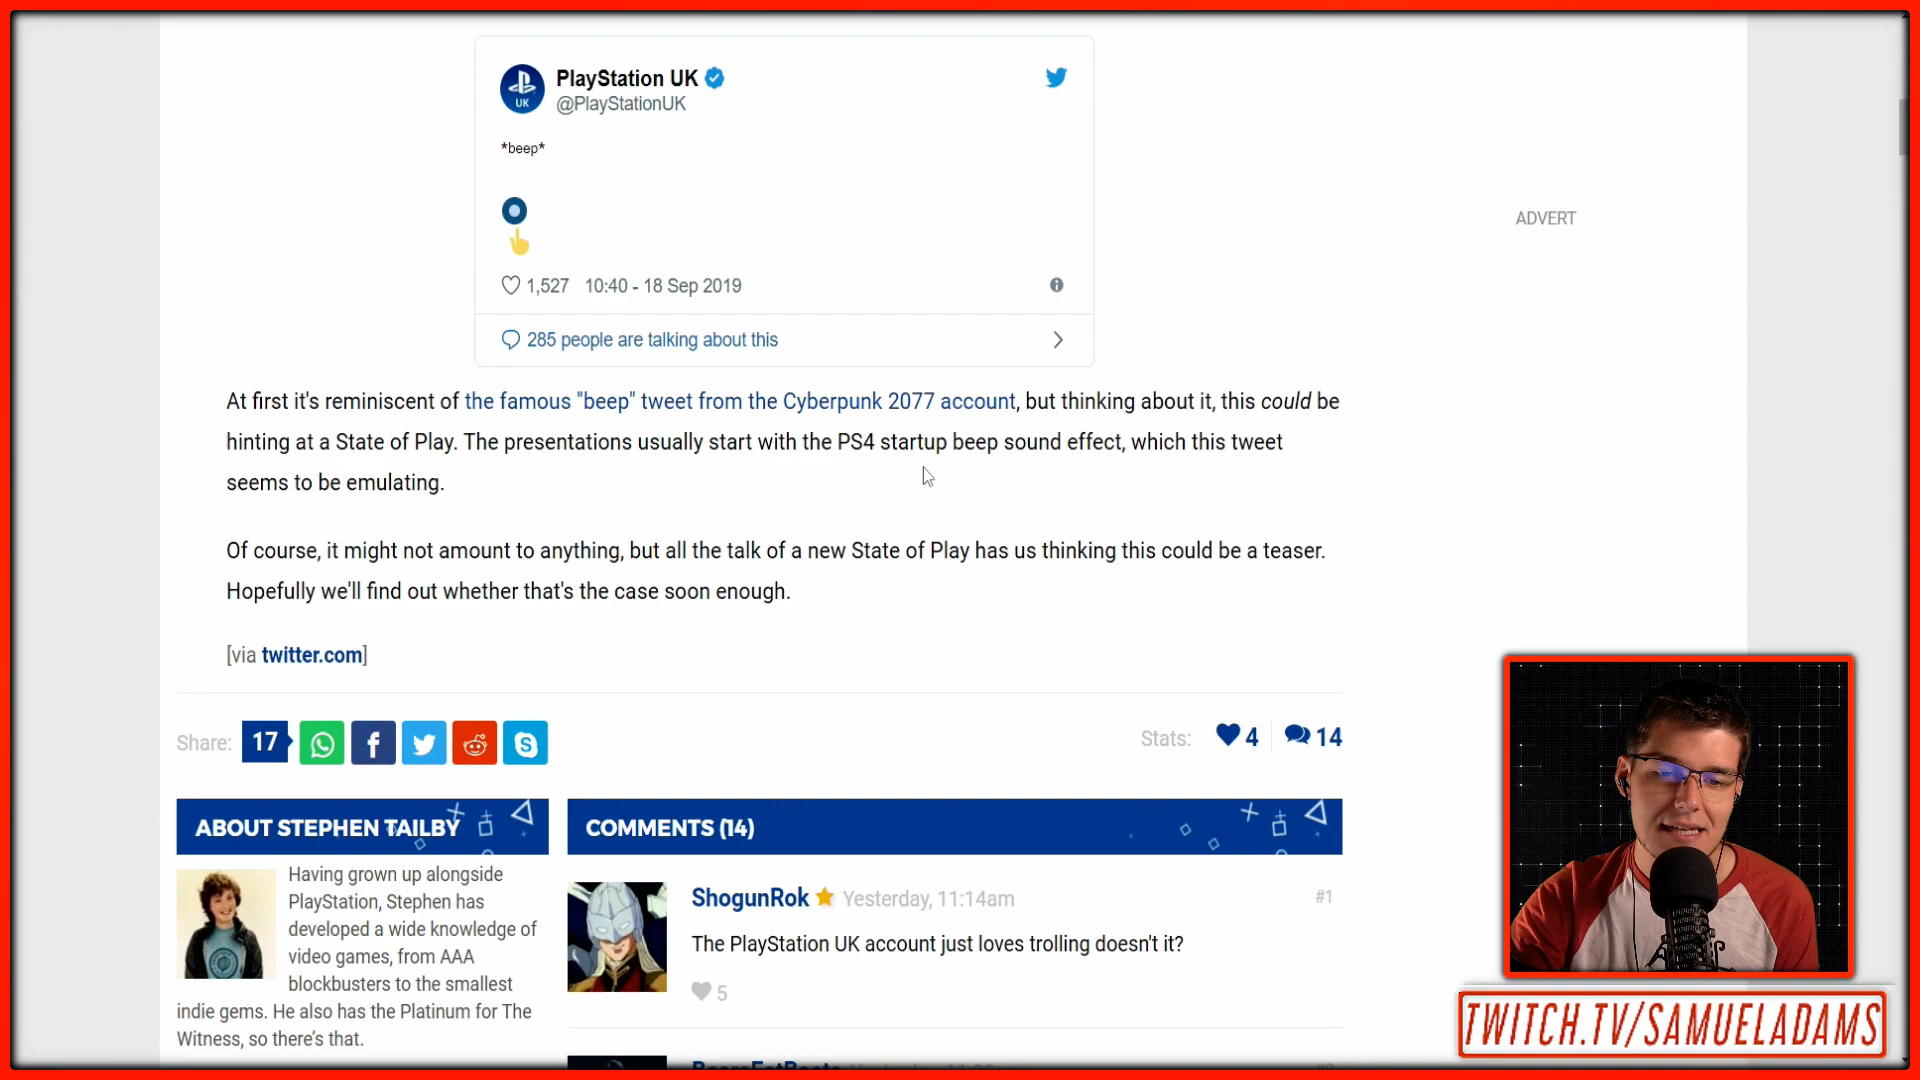 PlayStation UK
@PlayStationUK
UK
*beep*
1,527 10:40 - 18 Sep 2019
285 people are talking about this
ADVERT
At first it's reminiscent of the famous "beep" tweet from the Cyberpunk 2077 account, but thinking about it, this could be
hinting at a State of Play. The presentations usually start with the PS4 startup beep sound effect, which this tweet
seems to be emulating.
Of course, it might not amount to anything, but all the talk of a new State of Play has us thinking this could be a teaser.
Hopefully we'll find out whether that's the case soon enough.
[via twitter.com]
Share: 17
Stats: 4 14
ABOUT STEPHEN TAILBY
Having grown up alongside
PlayStation, Stephen has
developed a wide knowledge of
video games, from AAA
blockbusters to the smallest
indie gems. He also has the Platinum for The
Witness, so there's that.
COMMENTS (14)
ShogunRok Yesterday, 11:14am #1
The PlayStation UK account just loves trolling doesn't it?
5
TWITCH.TV/SAMUELADAMS